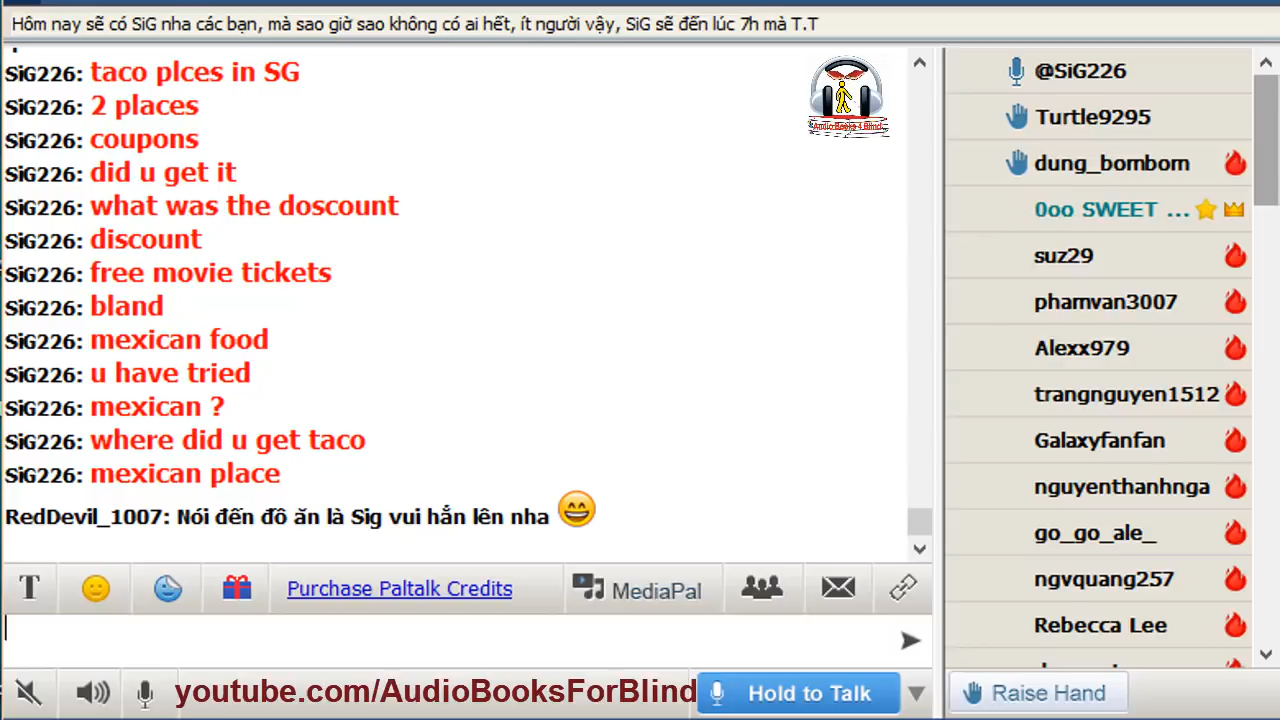 Hôm nay sẽ có SiG nha các bạn, mà sao giờ sao không có ai hết, ít người vậy, SiG sẽ đến lúc 7h mà T.T
SiG226: taco plces in SG
SiG226: 2 places
SiG226: coupons
SiG226: did u get it
SiG226: what was the doscount
SiG226: discount
SiG226: free movie tickets
SiG226: bland
SiG226: mexican food
SiG226: u have tried
SiG226: mexican ?
SiG226: where did u get taco
SiG226: mexican place
RedDevil_1007: Nói đến đồ ăn là Sig vui hẳn lên nha
AudioBooks 4 Blind
T
Purchase Paltalk Credits
MediaPal
youtube.com/AudioBooksForBlind
Hold to Talk
@SiG226
Turtle9295
dung_bombom
0oo SWEET ...
suz29
phamvan3007
Alexx979
trangnguyen1512
Galaxyfanfan
nguyenthanhnga
go_go_ale_
ngvquang257
Rebecca Lee
Raise Hand